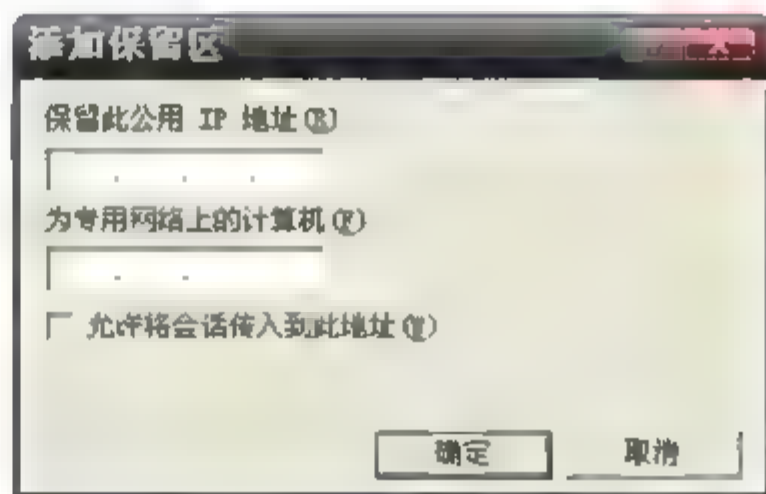 添加保留区
保留此公用 IP 地址(R)
. . .
为专用网络上的计算机(F)
. .
允许将会话传入到此地址(W)
确定 取消